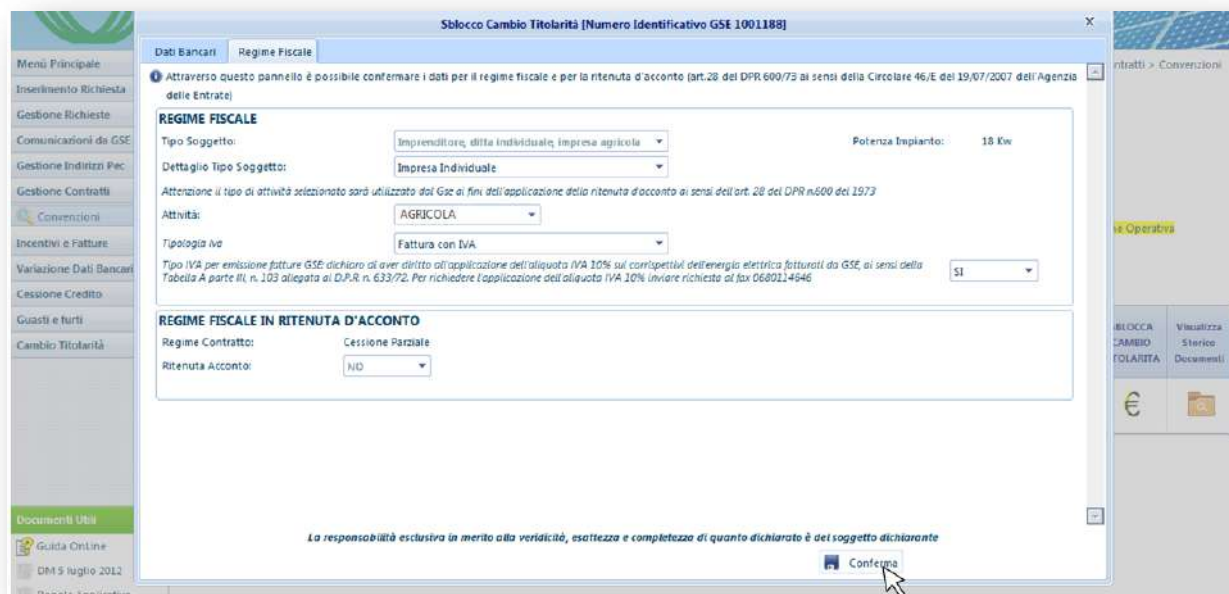 Sblocco Cambio Titolarità [Numero Identificativo GSE 1001188]
X
Dati Bancari
Regime Fiscale
Attraverso questo pannello è possibile confermare i dati per il regime fiscale e per la ritenuta d'acconto (art.28 del DPR 600/73 ai sensi della Circolare 46/E del 19/07/2007 dell'Agenzia
delle Entrate)
REGIME FISCALE
Tipo Soggetto:
Imprenditore, ditta individuale, impresa agricola
Potenza Impianto:
18 Kw
Dettaglio Tipo Soggetto:
Impresa Individuale
Attenzione il tipo di attività selezionato sarà utilizzato dal Gse ai fini dell'applicazione della ritenuta d'acconto ai sensi dell'art. 28 del DPR n.600 del 1973
Attività:
AGRICOLA
Tipologia Iva
Fattura con IVA
Tipo IVA per emissione fatture GSE: dichiaro di aver diritto all'applicazione dell'aliquota IVA 10% sui corrispettivi dell'energia elettrica fatturati da GSE, ai sensi della
Tabella A parte III, n. 103 allegata al D.P.R. n. 633/72. Per richiedere l'applicazione dell'aliquota IVA 10% inviare richiesta al fax 0680114646
SI
REGIME FISCALE IN RITENUTA D'ACCONTO
Regime Contratto:
Cessione Parziale
Ritenuta Acconto:
NO
La responsabilità esclusiva in merito alla veridicità, esattezza e completezza di quanto dichiarato è del soggetto dichiarante
Conferma
Menù Principale
Inserimento Richiesta
Gestione Richieste
Comunicazioni da GSE
Gestione Indirizzi Pec
Gestione Contratti
Convenzioni
Incentivi e Fatture
Variazione Dati Bancari
Cessione Credito
Guasti e furti
Cambio Titolarità
Documenti Utili
Guida OnLine
DM 5 luglio 2012
ntratti > Convenzioni
ne Operativa
BLOCCA
CAMBIO
TOLARITA
Visualizza
Storico
Documenti
€